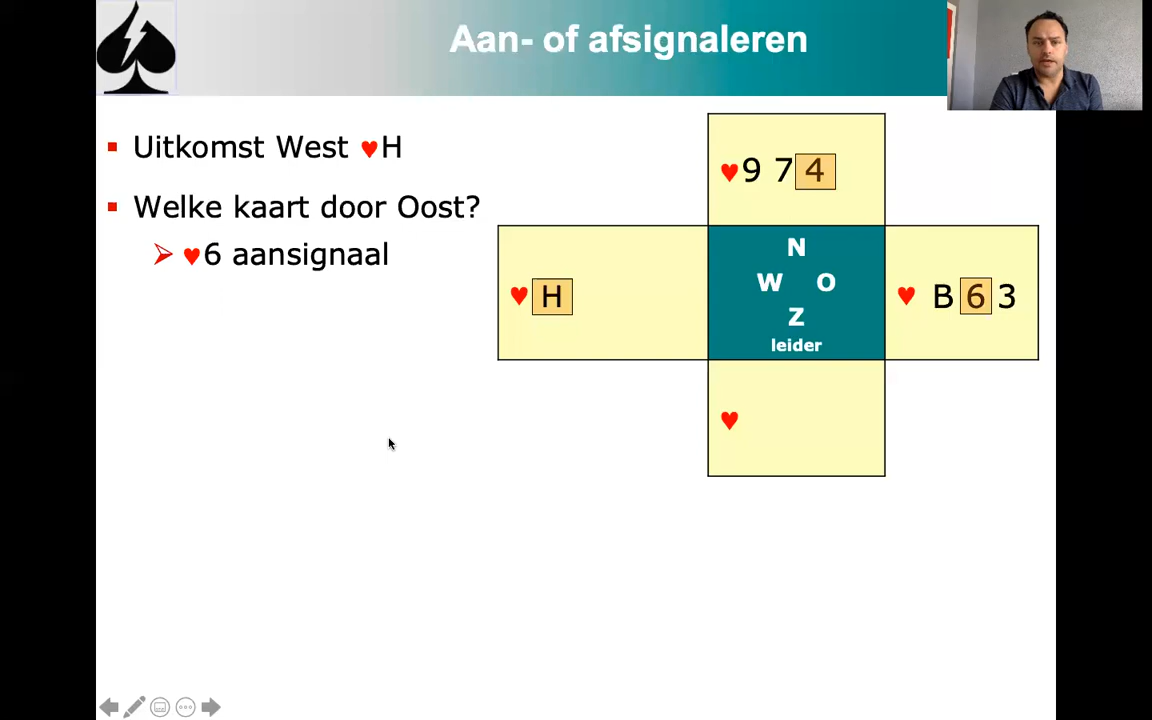 Aan- of afsignaleren
Uitkomst West ♥H
Welke kaart door Oost?
♥6 aansignaal
♥9 7 4
♥ H
N
W O
Z
leider
♥ B 6 3
♥